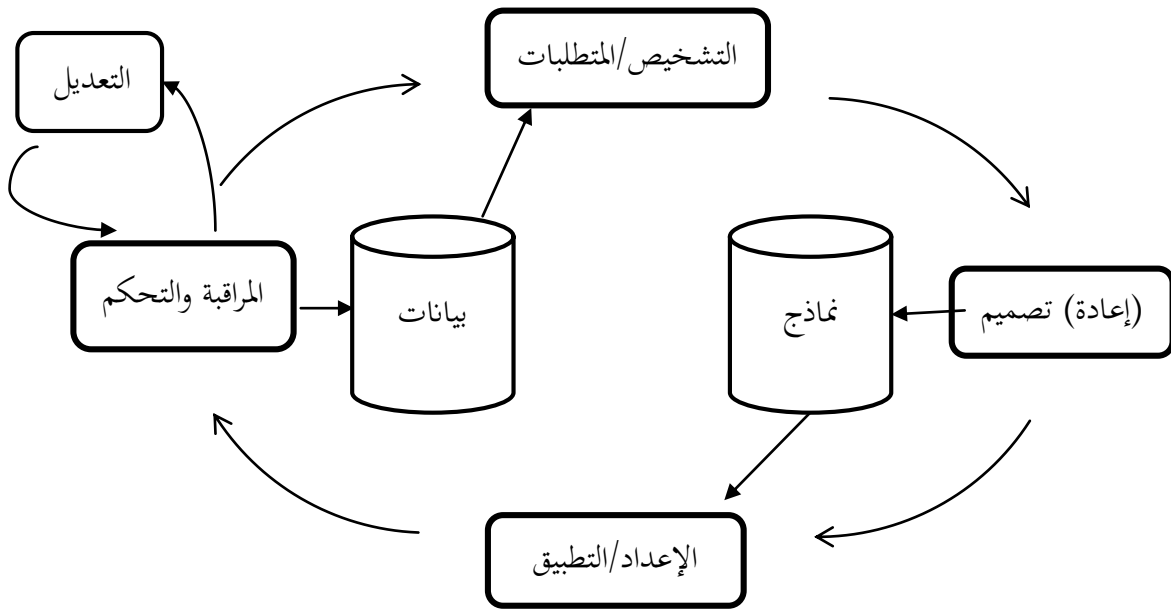 التشخيص/المتطلبات
التعديل
(إعادة) تصميم
نماذج
بيانات
المراقبة والتحكم
الإعداد/التطبيق